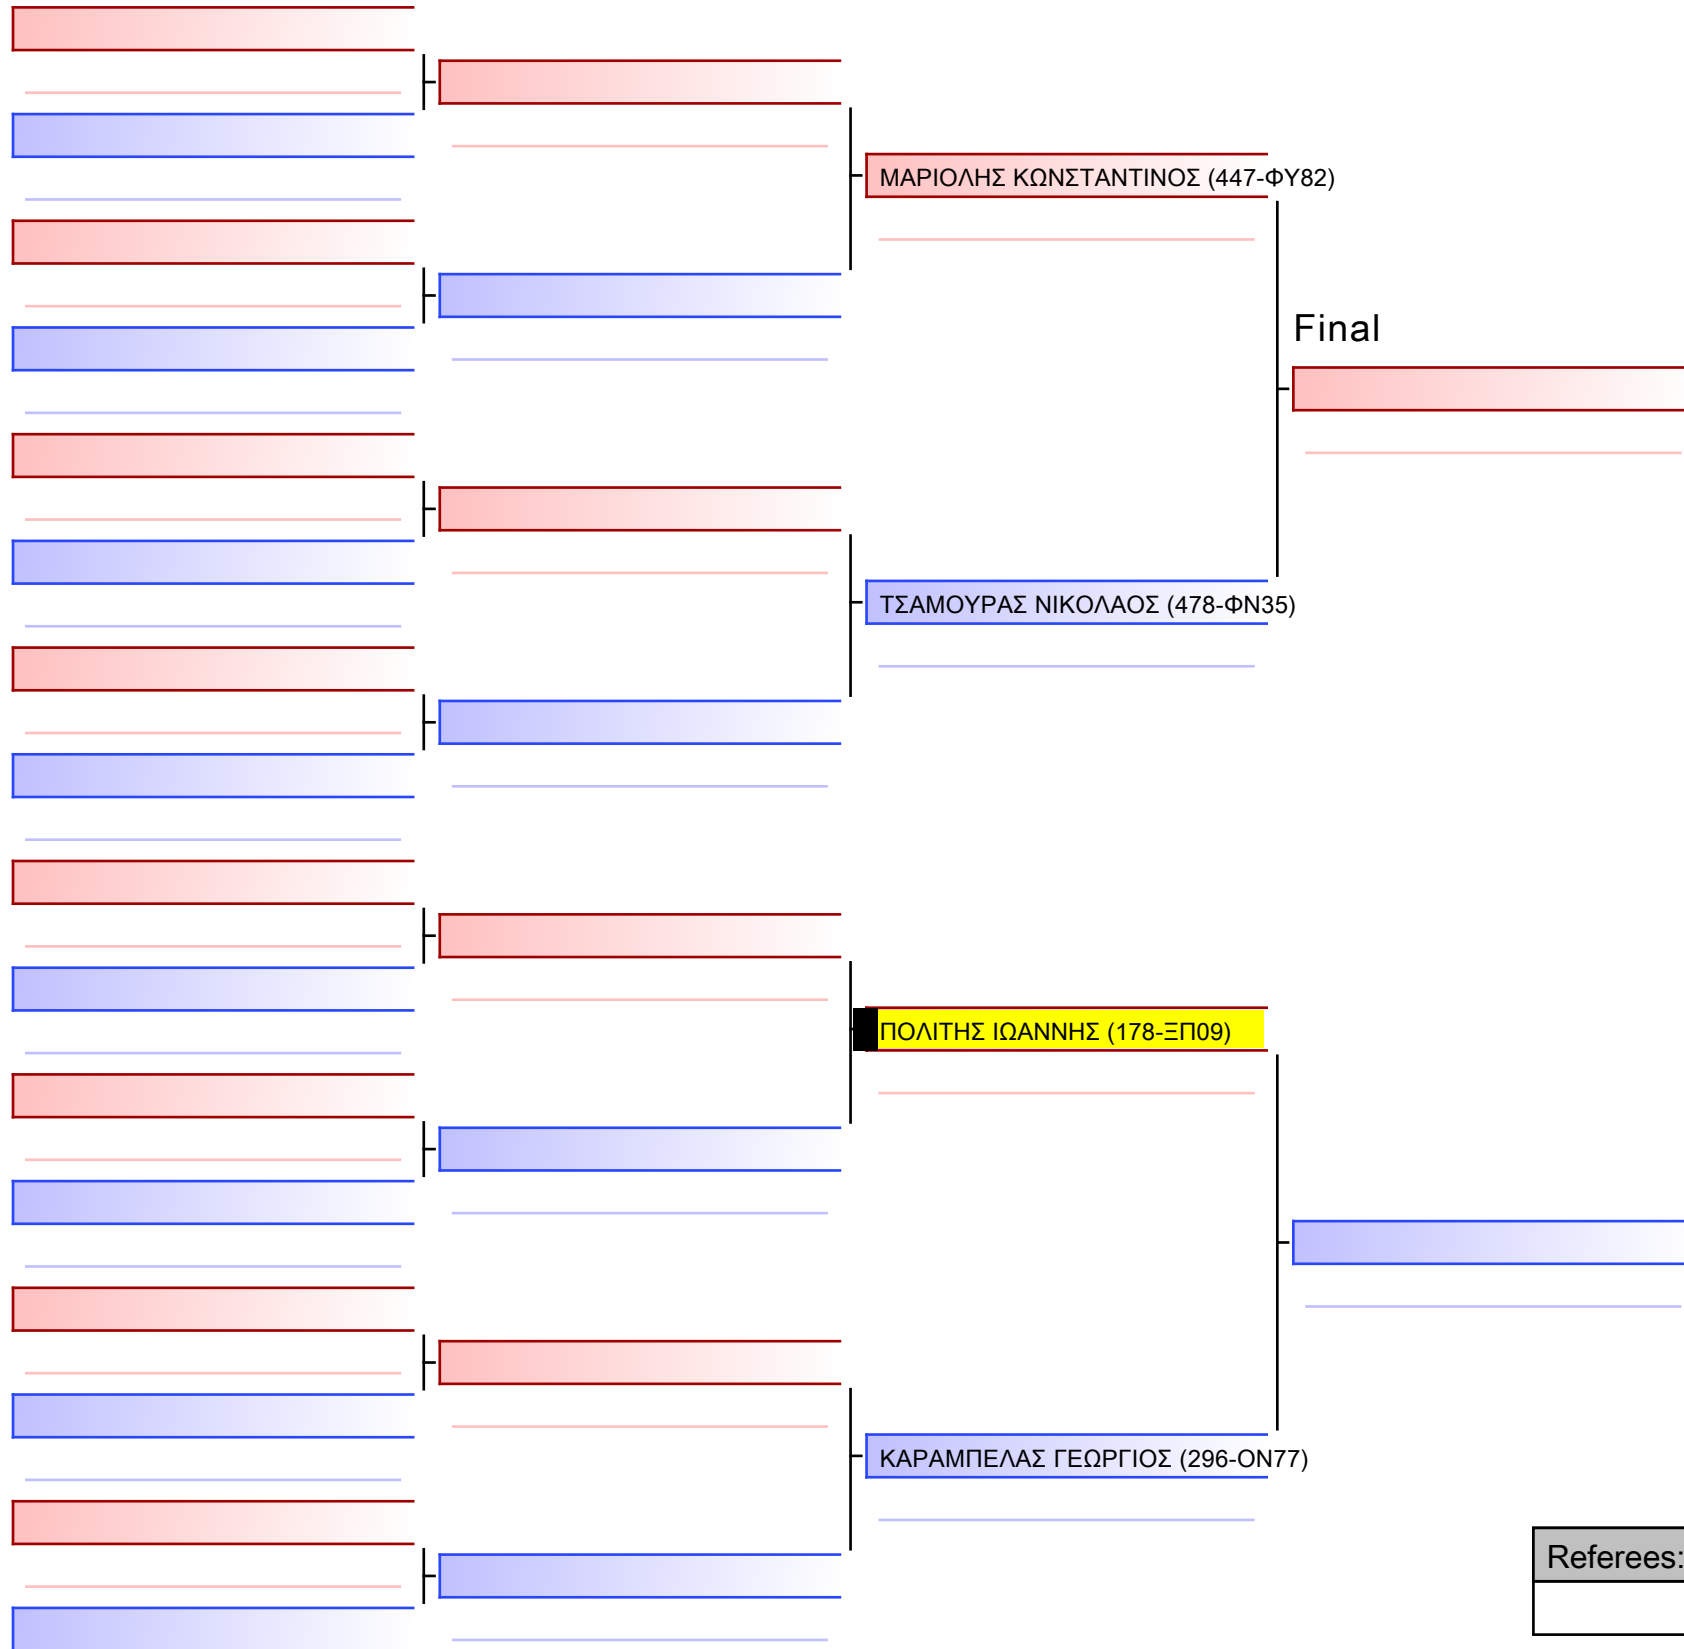 ΜΑΡΙΟΛΗΣ ΚΩΝΣΤΑΝΤΙΝΟΣ (447-ΦΥ82)
Final
ΤΣΑΜΟΥΡΑΣ ΝΙΚΟΛΑΟΣ (478-ΦΝ35)
ΠΟΛΙΤΗΣ ΙΩΑΝΝΗΣ (178-ΞΠ09)
ΚΑΡΑΜΠΕΛΑΣ ΓΕΩΡΓΙΟΣ (296-ΟΝ77)
Referees: